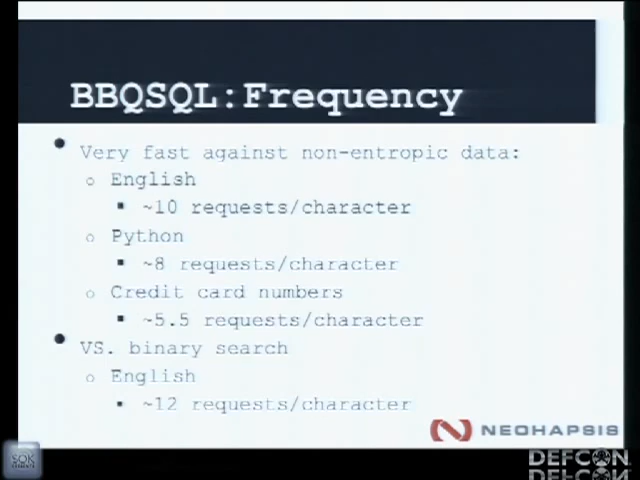 BBQSQL:Frequency
• Very fast against non-entropic data:
○ English
▪ ~10 requests/character
○ Python
▪ ~8 requests/character
○ Credit card numbers
▪ ~5.5 requests/character
• VS. binary search
○ English
▪ ~12 requests/character
NEOHAPSIS
SOK
DEFCON